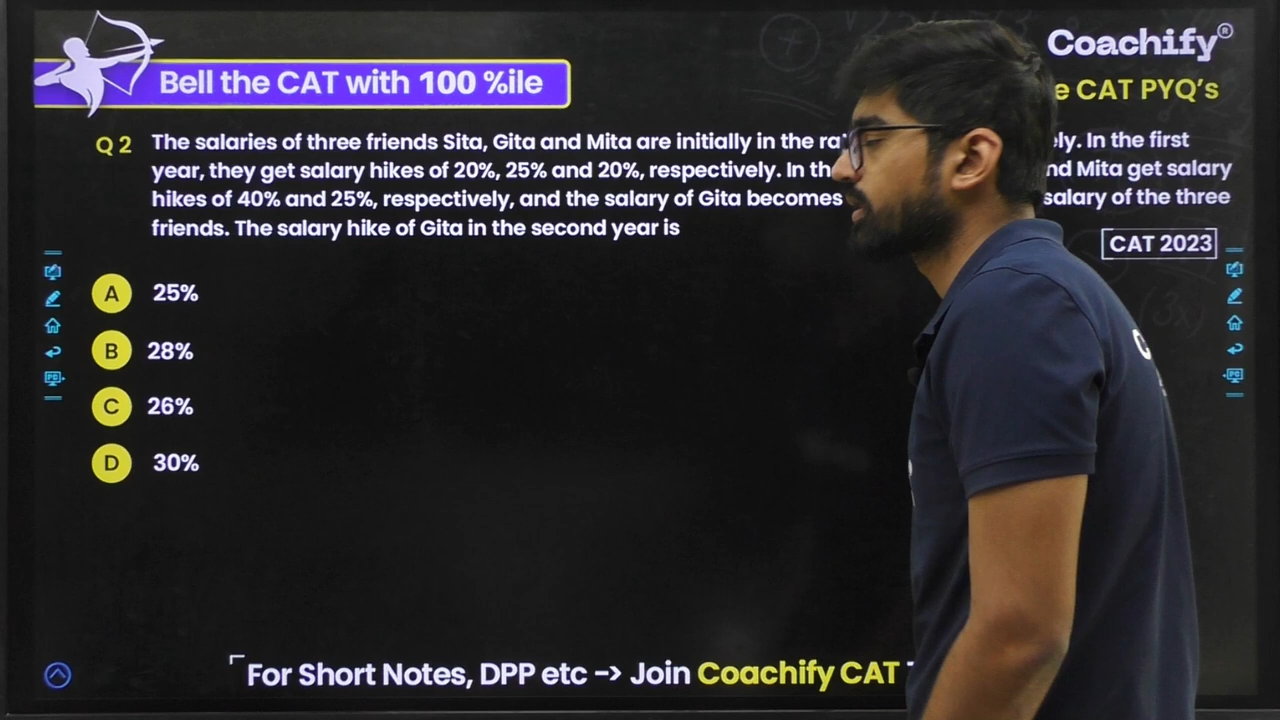 Coachify®
Bell the CAT with 100 %ile
CAT PYQ's
Q 2 The salaries of three friends Sita, Gita and Mita are initially in the In the first
year, they get salary hikes of 20%, 25% and 20%, respectively. In Mita get salary
hikes of 40% and 25%, respectively, and the salary of Gita becomes salary of the three
friends. The salary hike of Gita in the second year is
CAT 2023
A 25%
B 28%
C 26%
D 30%
For Short Notes, DPP etc -> Join Coachify CAT